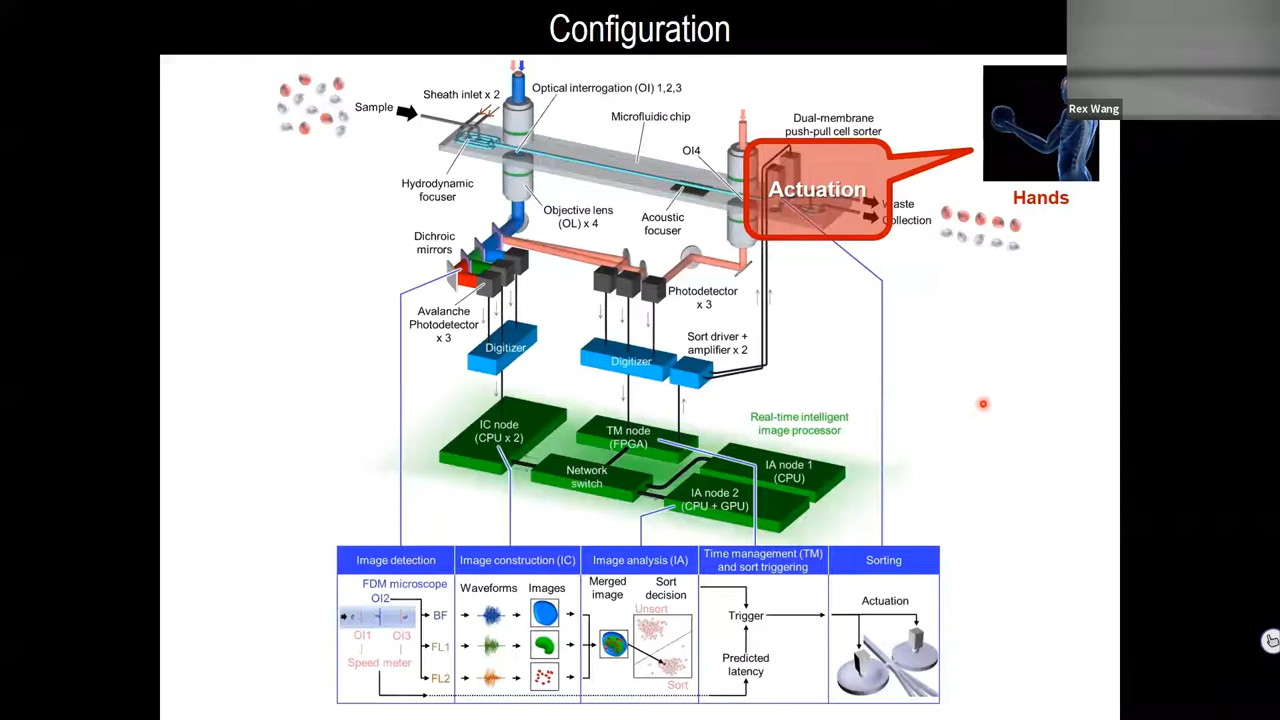 Configuration
Rex Wang
Sample
Sheath inlet x 2
Optical interrogation (OI) 1,2,3
Microfluidic chip
Dual-membrane
push-pull cell sorter
OI4
Actuation
Hands
Waste
Collection
Hydrodynamic
focuser
Objective lens
(OL) x 4
Acoustic
focuser
Dichroic
mirrors
Avalanche
Photodetector
x 3
Photodetector
x 3
Digitizer
Digitizer
Sort driver +
amplifier x 2
Real-time intelligent
image processor
IC node
(CPU x 2)
TM node
(FPGA)
Network
switch
IA node 1
(CPU)
IA node 2
(CPU + GPU)
Image detection
Image construction (IC)
Image analysis (IA)
Time management (TM)
and sort triggering
Sorting
FDM microscope
OI2
OI1
Oi3
Speed meter
BF
FL1
FL2
Waveforms
Images
Merged
image
Sort
decision
Unsort
Sort
Trigger
Predicted
latency
Actuation